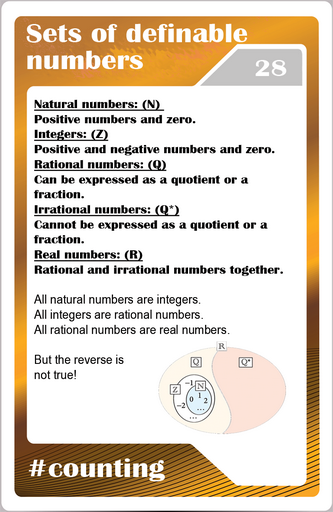 Sets of definable
numbers
28
Natural numbers: (N)
Positive numbers and zero.
Integers: (Z)
Positive and negative numbers and zero.
Rational numbers: (Q)
Can be expressed as a quotient or a
fraction.
Irrational numbers: (Q*)
Cannot be expressed as a quotient or a
fraction.
Real numbers: (R)
Rational and irrational numbers together.
All natural numbers are integers.
All integers are rational numbers.
All rational numbers are real numbers.
But the reverse is
not true!
R
Q
Q*
Z
−1
N
0
1
2
−2
...
...
#counting